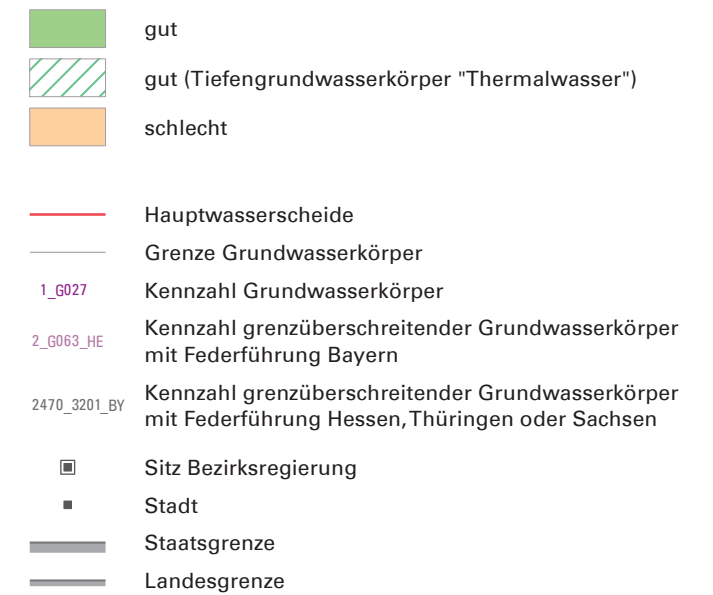 gut
gut (Tiefengrundwasserkörper "Thermalwasser")
schlecht
Hauptwasserscheide
Grenze Grundwasserkörper
1_G027 Kennzahl Grundwasserkörper
2_G063_HE Kennzahl grenzüberschreitender Grundwasserkörper
mit Federführung Bayern
2470_3201_BY Kennzahl grenzüberschreitender Grundwasserkörper
mit Federführung Hessen, Thüringen oder Sachsen
Sitz Bezirksregierung
Stadt
Staatsgrenze
Landesgrenze